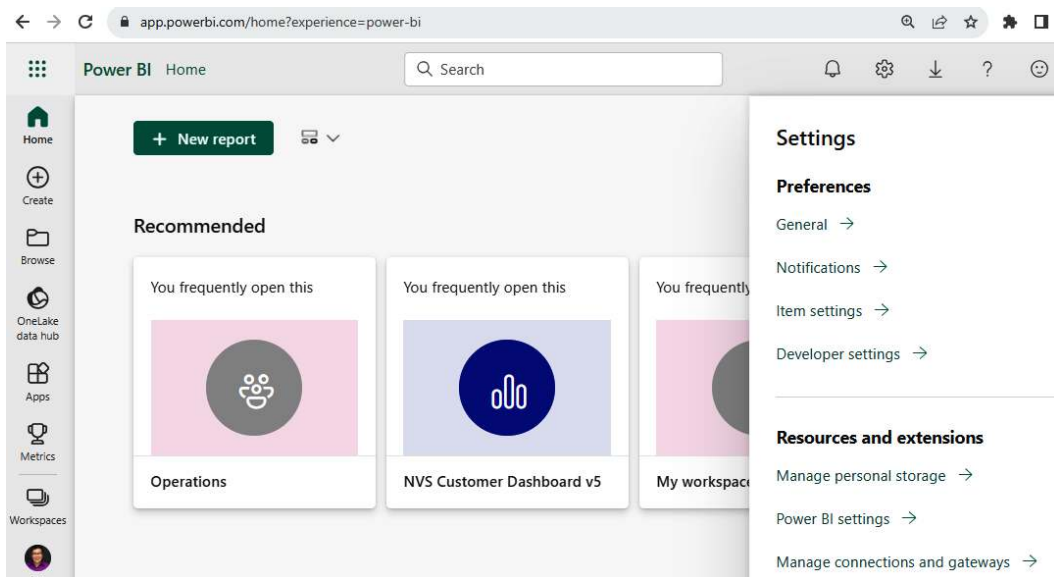 app.powerbi.com/home?experience=power-bi
Power BI Home
Search
?
Home
Create
Browse
OneLake
data hub
Apps
Metrics
Workspaces
+ New report
Recommended
You frequently open this
Operations
You frequently open this
NVS Customer Dashboard v5
You frequently
My workspace
Settings
Preferences
General →
Notifications →
Item settings →
Developer settings →
Resources and extensions
Manage personal storage →
Power BI settings →
Manage connections and gateways →